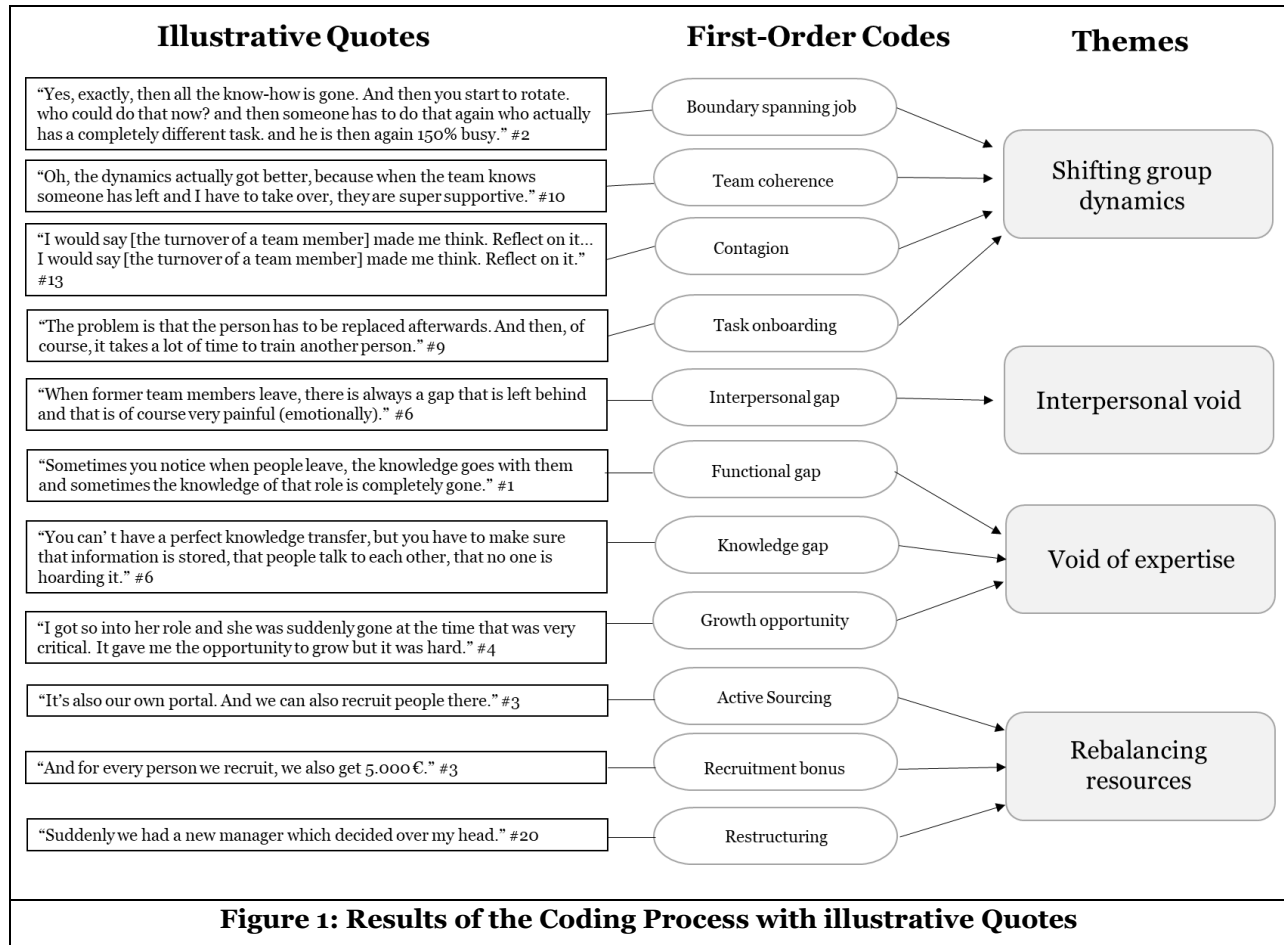 Illustrative Quotes
First-Order Codes
Themes
“Yes, exactly, then all the know-how is gone. And then you start to rotate.
who could do that now? and then someone has to do that again who actually
has a completely different task. and he is then again 150% busy.” #2
Boundary spanning job
“Oh, the dynamics actually got better, because when the team knows
someone has left and I have to take over, they are super supportive.” #10
Team coherence
“I would say [the turnover of a team member] made me think. Reflect on it...
I would say [the turnover of a team member] made me think. Reflect on it.”
#13
Contagion
“The problem is that the person has to be replaced afterwards. And then, of
course, it takes a lot of time to train another person.” #9
Task onboarding
Shifting group
dynamics
“When former team members leave, there is always a gap that is left behind
and that is of course very painful (emotionally).” #6
Interpersonal gap
Interpersonal void
“Sometimes you notice when people leave, the knowledge goes with them
and sometimes the knowledge of that role is completely gone.” #1
Functional gap
“You can’ t have a perfect knowledge transfer, but you have to make sure
that information is stored, that people talk to each other, that no one is
hoarding it.” #6
Knowledge gap
“I got so into her role and she was suddenly gone at the time that was very
critical. It gave me the opportunity to grow but it was hard.” #4
Growth opportunity
Void of expertise
“It’s also our own portal. And we can also recruit people there.” #3
Active Sourcing
“And for every person we recruit, we also get 5.000 €.” #3
Recruitment bonus
“Suddenly we had a new manager which decided over my head.” #20
Restructuring
Rebalancing
resources
Figure 1: Results of the Coding Process with illustrative Quotes